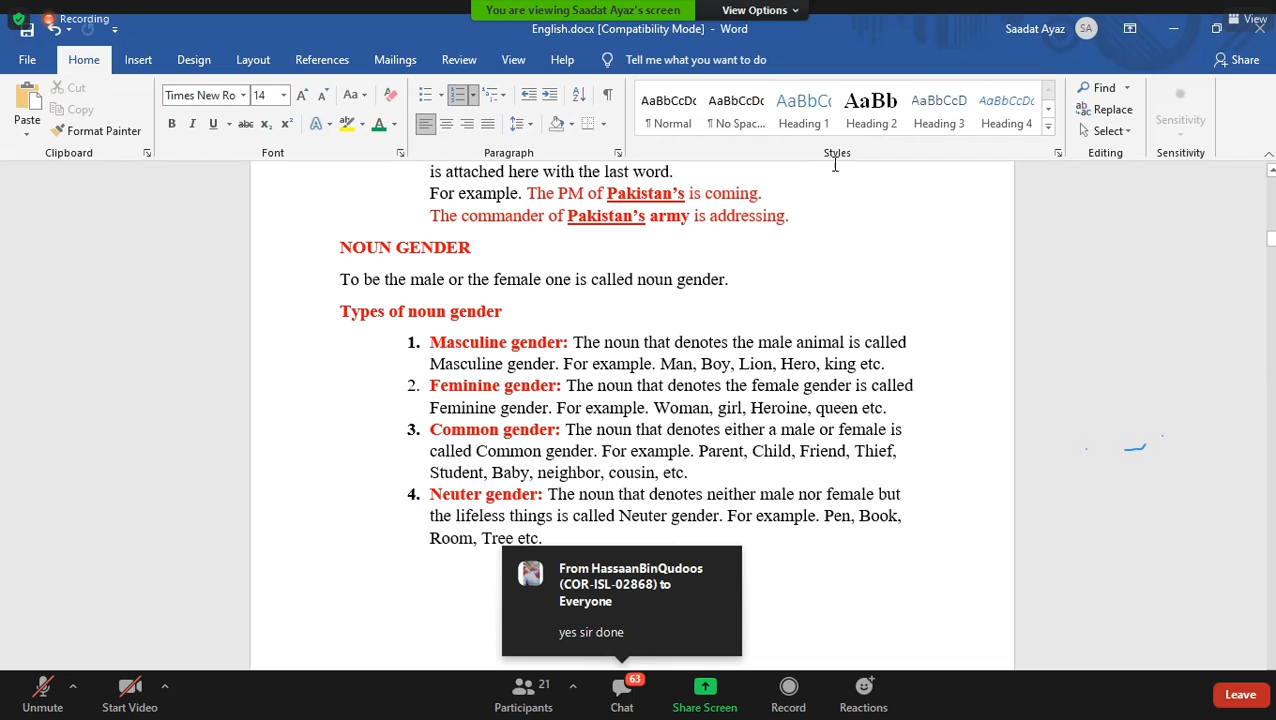 Recording
You are viewing Saadat Ayaz's screen
View Options
View
English.docx [Compatibility Mode] - Word
Saadat Ayaz
SA
File
Home
Insert
Design
Layout
References
Mailings
Review
View
Help
Tell me what you want to do
Share
Paste
Cut
Copy
Format Painter
Clipboard
Times New Ro
14
Aa
B I U abc x₂ x² A A
Font
Paragraph
AaBbCcDc
¶ Normal
AaBbCcDc
¶ No Spac...
AaBbCc
Heading 1
AaBb
Heading 2
AaBbCcD
Heading 3
AaBbCcDc
Heading 4
Styles
Find
Replace
Select
Editing
Sensitivity
Sensitivity
is attached here with the last word.
For example. The PM of Pakistan’s is coming.
The commander of Pakistan’s army is addressing.
NOUN GENDER
To be the male or the female one is called noun gender.
Types of noun gender
1. Masculine gender: The noun that denotes the male animal is called
Masculine gender. For example. Man, Boy, Lion, Hero, king etc.
2. Feminine gender: The noun that denotes the female gender is called
Feminine gender. For example. Woman, girl, Heroine, queen etc.
3. Common gender: The noun that denotes either a male or female is
called Common gender. For example. Parent, Child, Friend, Thief,
Student, Baby, neighbor, cousin, etc.
4. Neuter gender: The noun that denotes neither male nor female but
the lifeless things is called Neuter gender. For example. Pen, Book,
Room, Tree etc.
From HassaanBinQudoos
(COR-ISL-02868) to
Everyone
yes sir done
Unmute
Start Video
21
Participants
63
Chat
Share Screen
Record
Reactions
Leave